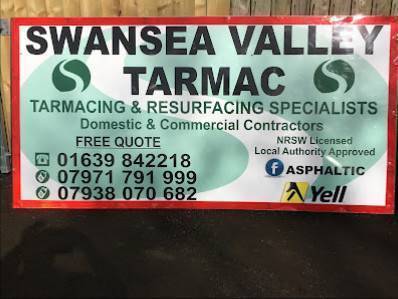 SWANSEA VALLEY
TARMAC
TARMACING & RESURFACING SPECIALISTS
Domestic & Commercial Contractors
FREE QUOTE
NRSW Licensed
Local Authority Approved
01639 842218
07971 791 999
07938 070 682
f ASPHALTIC
Yell